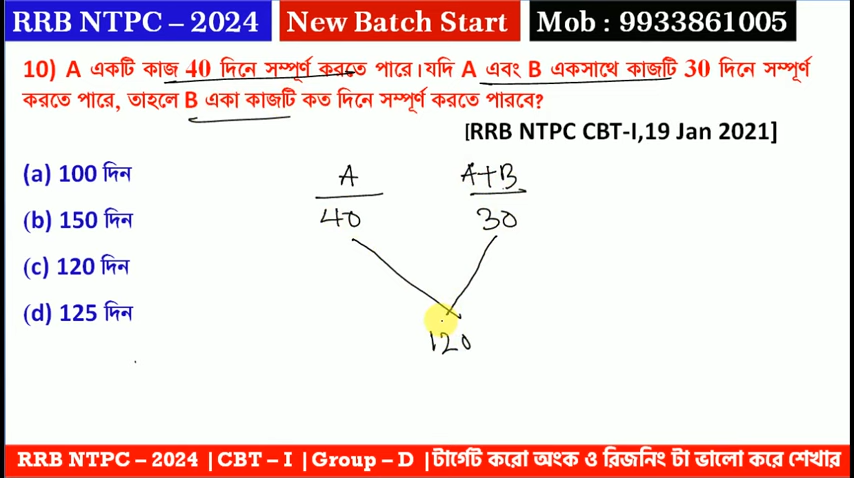 RRB NTPC – 2024 New Batch Start Mob : 9933861005
10) A একটি কাজ 40 দিনে সম্পূর্ণ করতে পারে।যদি A এবং B একসাথে কাজটি 30 দিনে সম্পূর্ণ
করতে পারে, তাহলে B একা কাজটি কত দিনে সম্পূর্ণ করতে পারবে?
[RRB NTPC CBT-I,19 Jan 2021]
(a) 100 দিন
(b) 150 দিন
(c) 120 দিন
(d) 125 দিন
A A+B
40 30
120
RRB NTPC – 2024 |CBT – I |Group – D |টার্গেট করো অংক ও রিজনিং টা ভালো করে শেখার